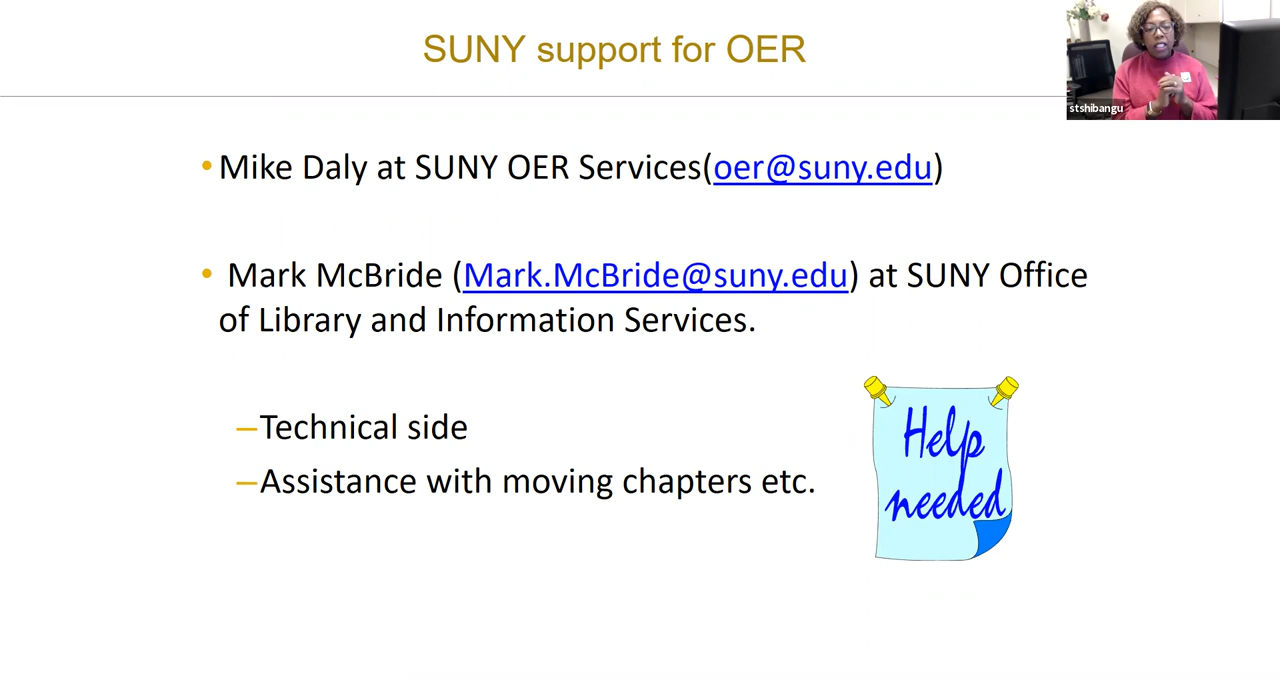 SUNY support for OER
stshibangu
• Mike Daly at SUNY OER Services(oer@suny.edu)
• Mark McBride (Mark.McBride@suny.edu) at SUNY Office
of Library and Information Services.
–Technical side
–Assistance with moving chapters etc.
Help
needed